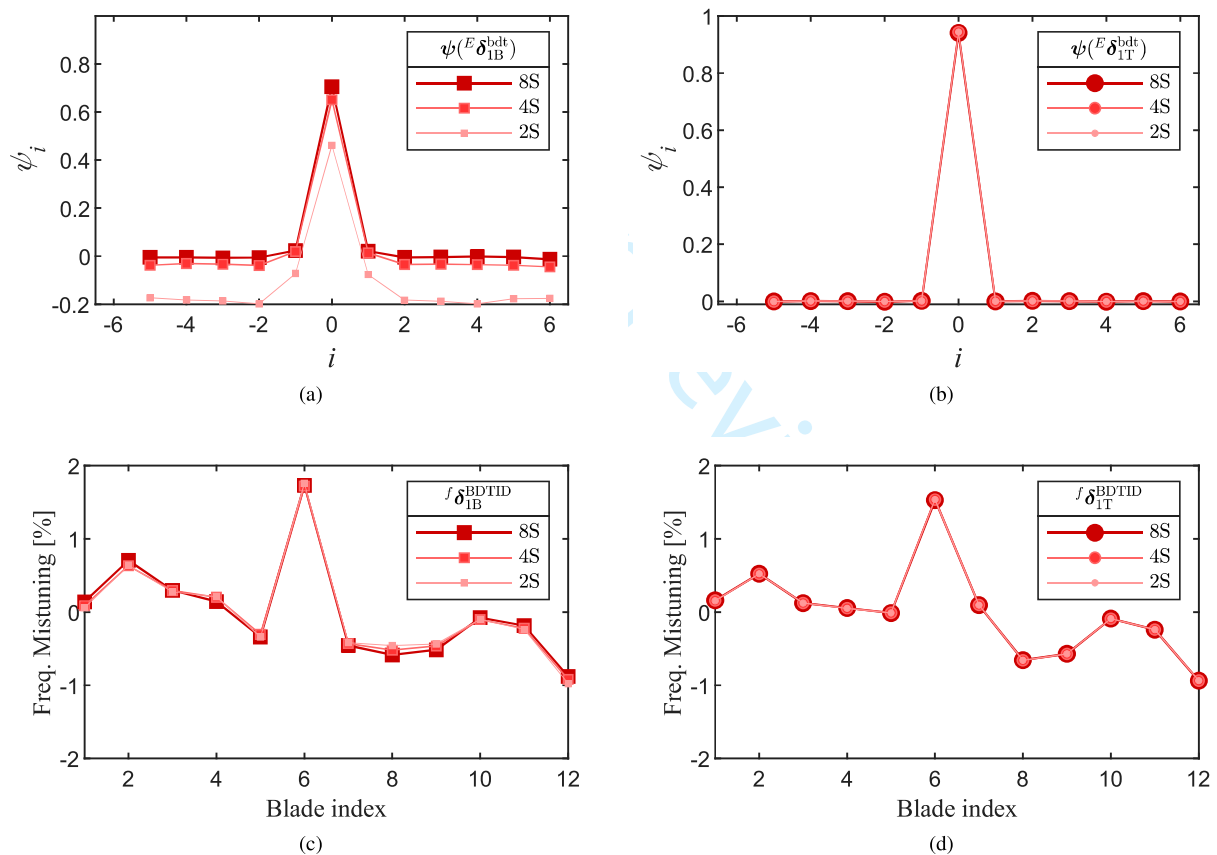 ψ(ᴱδ₁B^bdt)
8S
4S
2S
0.8
0.6
0.4
0.2
0
-0.2
ψ_i
-6 -4 -2 0 2 4 6
i
(a)
ψ(ᴱδ₁T^bdt)
8S
4S
2S
1
0.8
0.6
0.4
0.2
0
ψ_i
-6 -4 -2 0 2 4 6
i
(b)
ᶠδ₁B^BDTID
8S
4S
2S
2
1
0
-1
-2
Freq. Mistuning [%]
2 4 6 8 10 12
Blade index
(c)
ᶠδ₁T^BDTID
8S
4S
2S
2
1
0
-1
-2
Freq. Mistuning [%]
2 4 6 8 10 12
Blade index
(d)